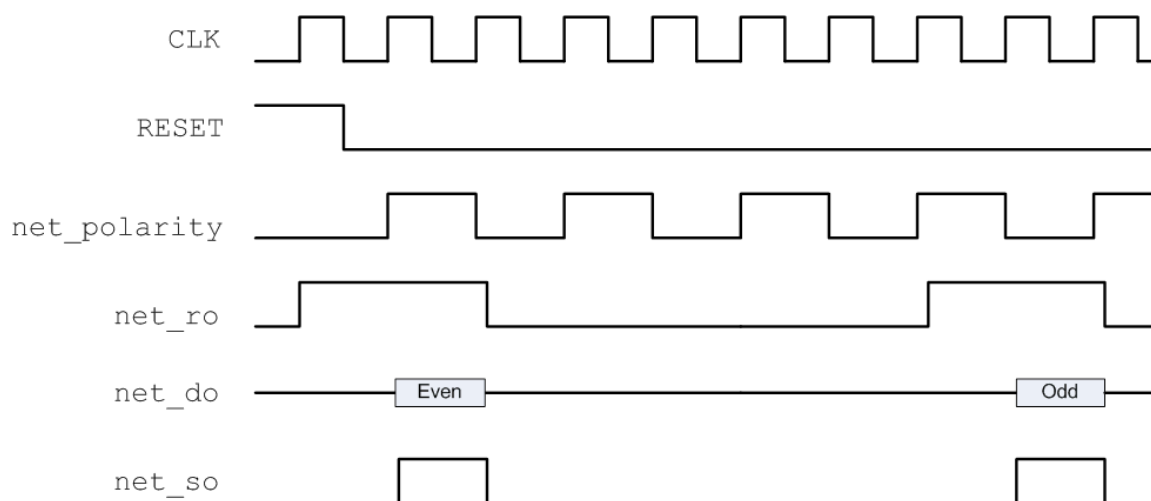 CLK
RESET
net_polarity
net_ro
net_do
Even
Odd
net_so